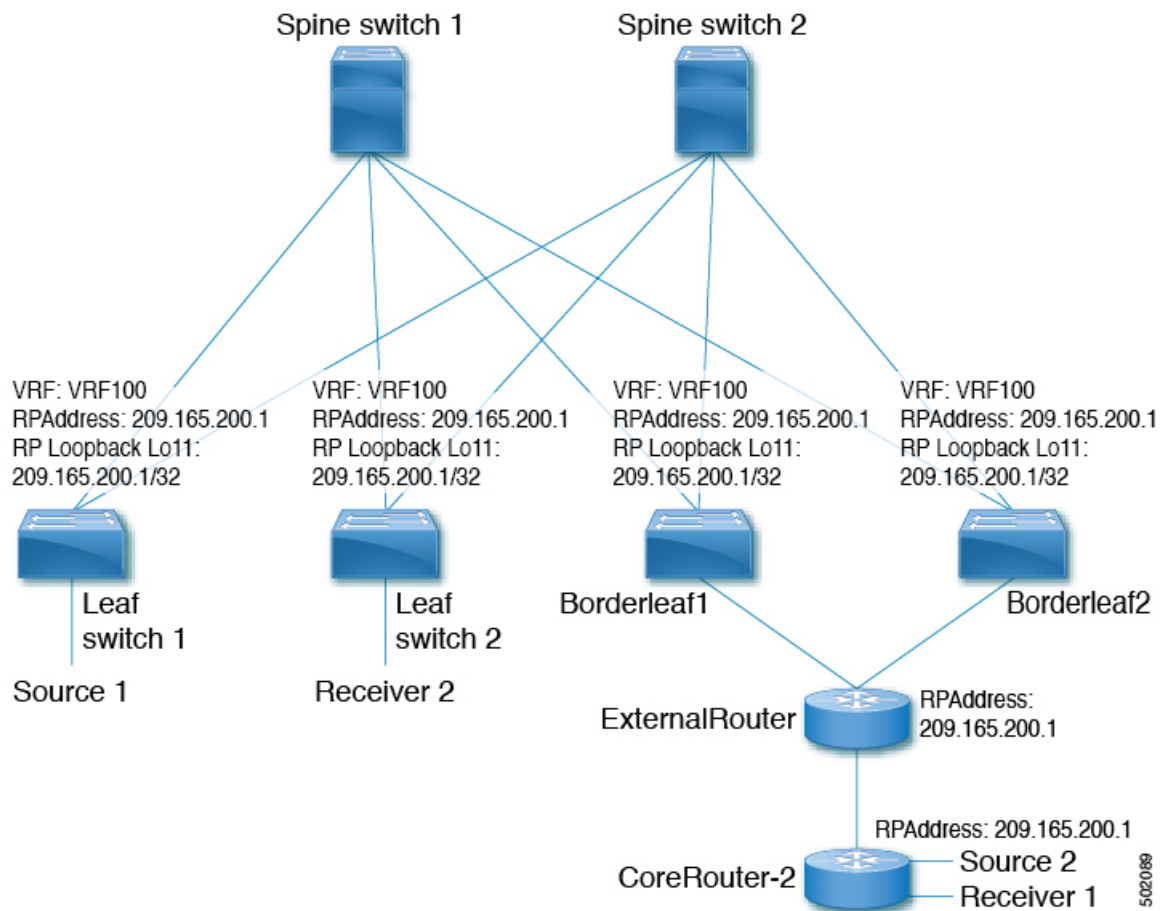 Spine switch 1
Spine switch 2
VRF: VRF100
RPAddress: 209.165.200.1
RP Loopback Lo11:
209.165.200.1/32
VRF: VRF100
RPAddress: 209.165.200.1
RP Loopback Lo11:
209.165.200.1/32
VRF: VRF100
RPAddress: 209.165.200.1
RP Loopback Lo11:
209.165.200.1/32
VRF: VRF100
RPAddress: 209.165.200.1
RP Loopback Lo11:
209.165.200.1/32
Leaf
switch 1
Leaf
switch 2
Borderleaf1
Borderleaf2
Source 1
Receiver 2
ExternalRouter
RPAddress:
209.165.200.1
RPAddress: 209.165.200.1
CoreRouter-2
Source 2
Receiver 1
502089